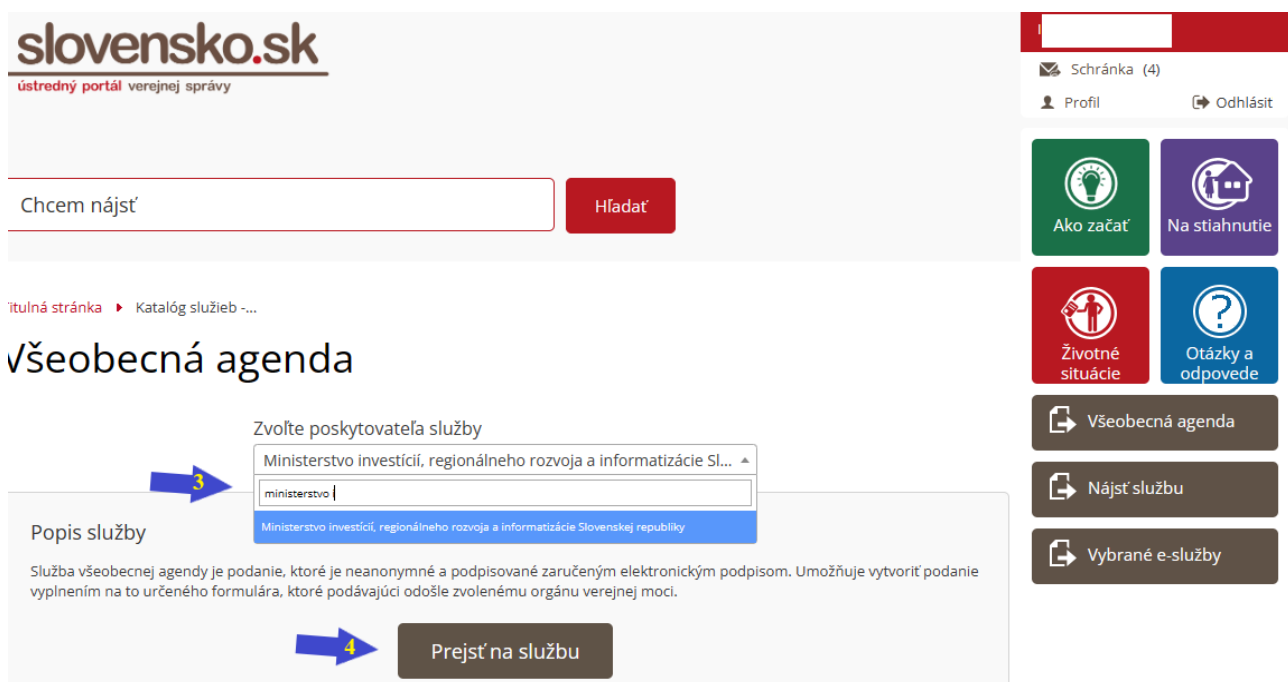 slovensko.sk
ústredný portál verejnej správy
Schránka (4)
Profil
Odhlásiť
Chcem nájsť
Hľadať
Ako začať
Na stiahnutie
Titulná stránka
Katalóg služieb -...
Životné
situácie
Otázky a
odpovede
Všeobecná agenda
Zvoľte poskytovateľa služby
Ministerstvo investícií, regionálneho rozvoja a informatizácie Sl...
3
ministerstvo i
Ministerstvo investícií, regionálneho rozvoja a informatizácie Slovenskej republiky
Všeobecná agenda
Nájsť službu
Vybrané e-služby
Popis služby
Služba všeobecnej agendy je podanie, ktoré je neanonymné a podpisované zaručeným elektronickým podpisom. Umožňuje vytvoriť podanie
vyplnením na to určeného formulára, ktoré podávajúci odošle zvolenému orgánu verejnej moci.
4
Prejsť na službu